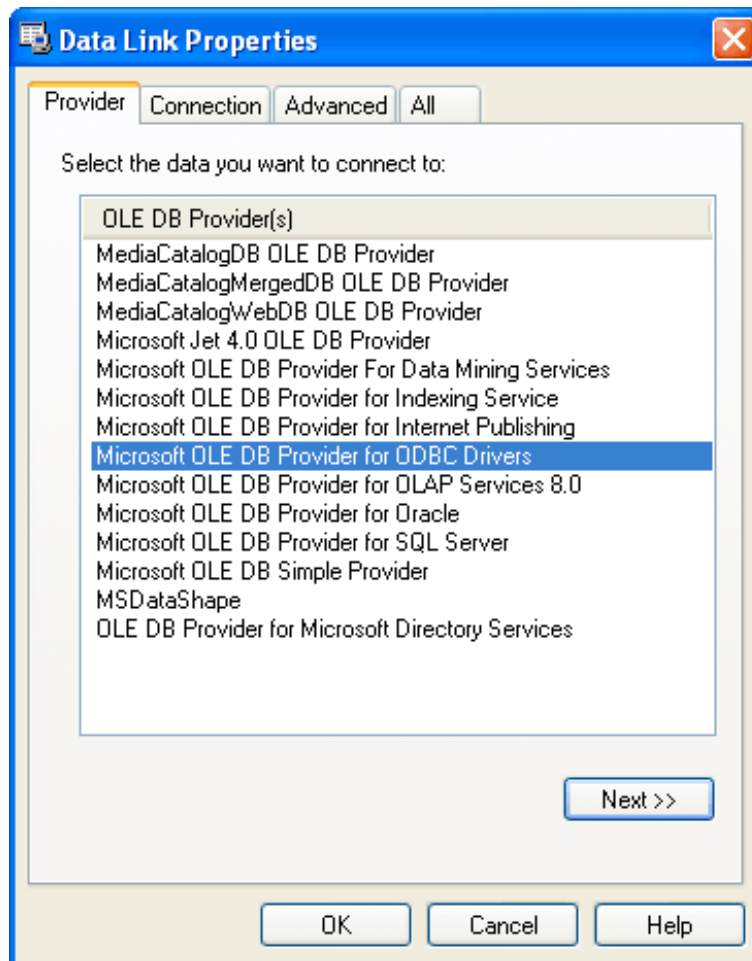 Data Link Properties
Provider Connection Advanced All
Select the data you want to connect to:
OLE DB Provider(s)
MediaCatalogDB OLE DB Provider
MediaCatalogMergedDB OLE DB Provider
MediaCatalogWebDB OLE DB Provider
Microsoft Jet 4.0 OLE DB Provider
Microsoft OLE DB Provider For Data Mining Services
Microsoft OLE DB Provider for Indexing Service
Microsoft OLE DB Provider for Internet Publishing
Microsoft OLE DB Provider for ODBC Drivers
Microsoft OLE DB Provider for OLAP Services 8.0
Microsoft OLE DB Provider for Oracle
Microsoft OLE DB Provider for SQL Server
Microsoft OLE DB Simple Provider
MSDataShape
OLE DB Provider for Microsoft Directory Services
Next >>
OK Cancel Help